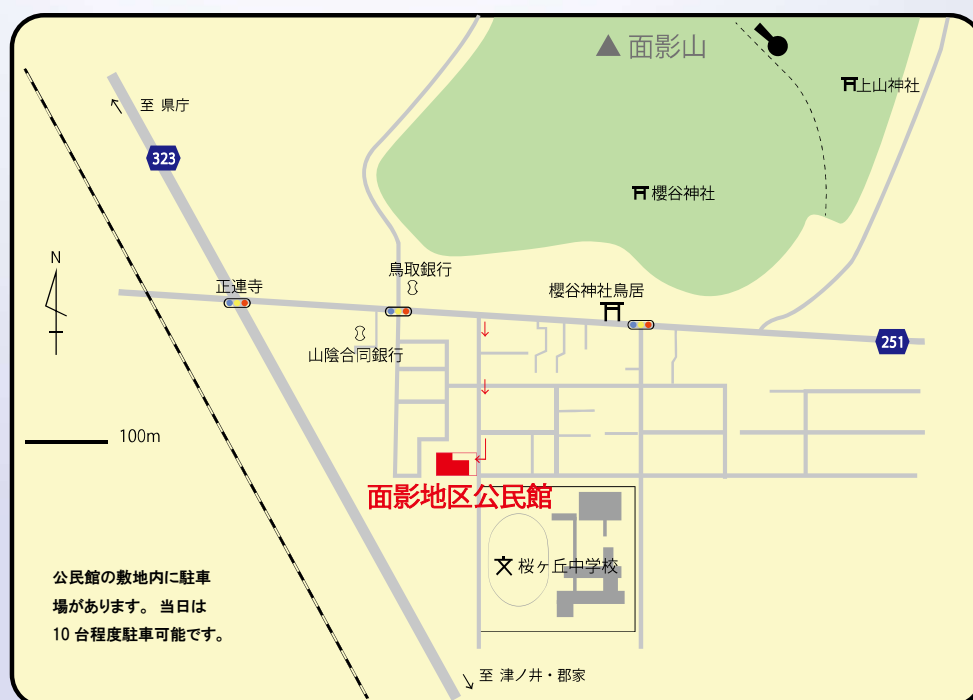 面影山
上山神社
至 県庁
323
櫻谷神社
N
鳥取銀行
正連寺
櫻谷神社鳥居
251
山陰合同銀行
100m
面影地区公民館
文 桜ヶ丘中学校
公民館の敷地内に駐車
場があります。 当日は
10 台程度駐車可能です。
至 津ノ井・郡家